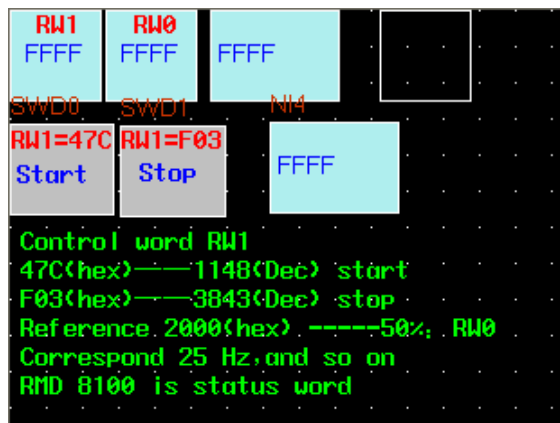 RW1 RW0
FFFF FFFF FFFF
SWD0 SWD1 NI4
RW1=47C RW1=F03
Start Stop FFFF
Control word RW1
47C(hex)——1148(Dec) start
F03(hex)——3843(Dec) stop
Reference 2000(hex) -----50%; RW0
Correspond 25 Hz,and so on
RMD 8100 is status word